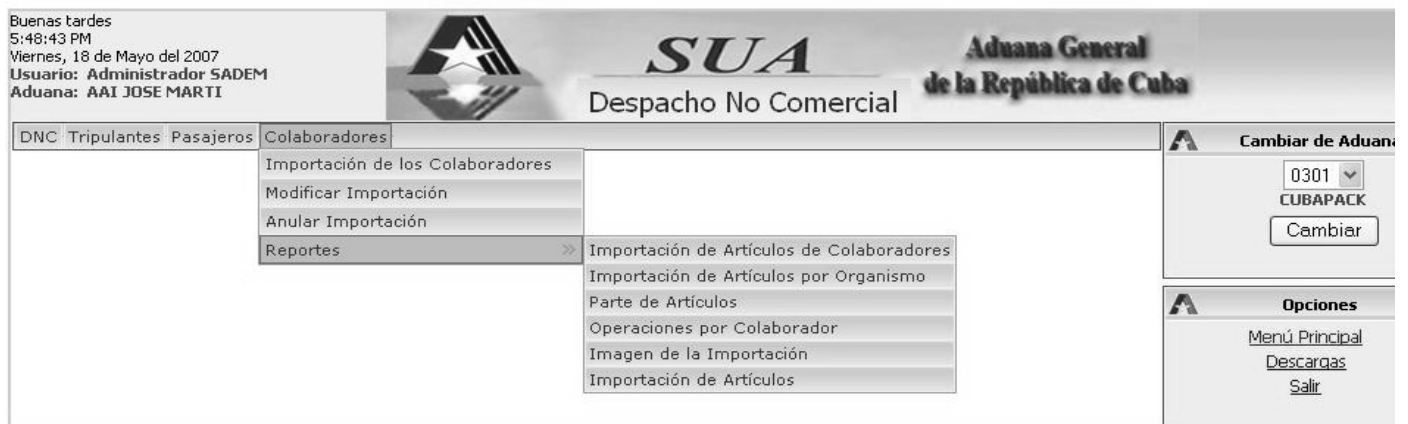 Buenas tardes
5:48:43 PM
Viernes, 18 de Mayo del 2007
Usuario: Administrador SADEM
Aduana: AAI JOSE MARTI
SUA
Despacho No Comercial
Aduana General
de la República de Cuba
DNC Tripulantes Pasajeros Colaboradores
Importación de los Colaboradores
Modificar Importación
Anular Importación
Reportes »
Importación de Artículos de Colaboradores
Importación de Artículos por Organismo
Parte de Artículos
Operaciones por Colaborador
Imagen de la Importación
Importación de Artículos
Cambiar de Aduana
0301
CUBAPACK
Cambiar
Opciones
Menú Principal
Descargas
Salir